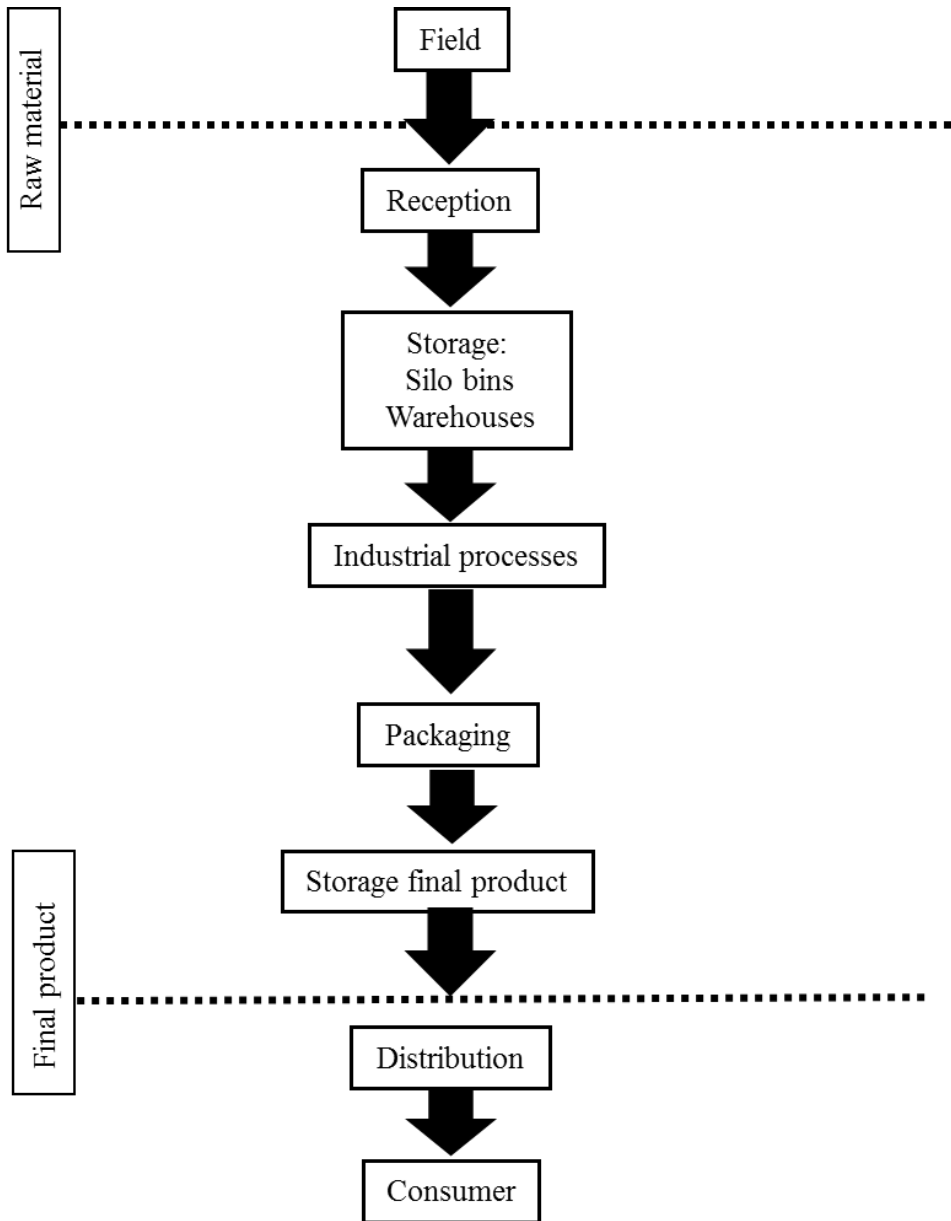 Raw material
Field
Reception
Storage:
Silo bins
Warehouses
Industrial processes
Packaging
Storage final product
Final product
Distribution
Consumer